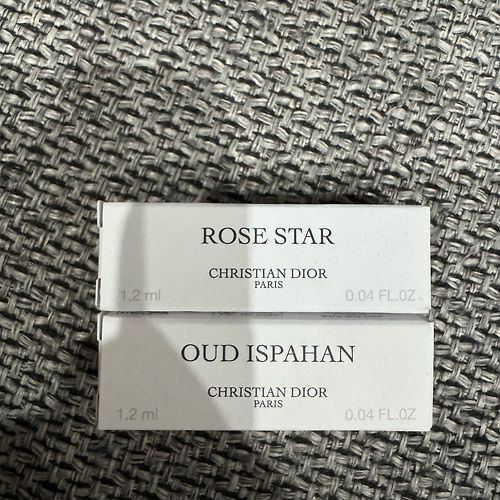 ROSE STAR
CHRISTIAN DIOR
PARIS
1,2 ml 0.04 FL.OZ
OUD ISPAHAN
CHRISTIAN DIOR
PARIS
1,2 ml 0.04 FL.OZ